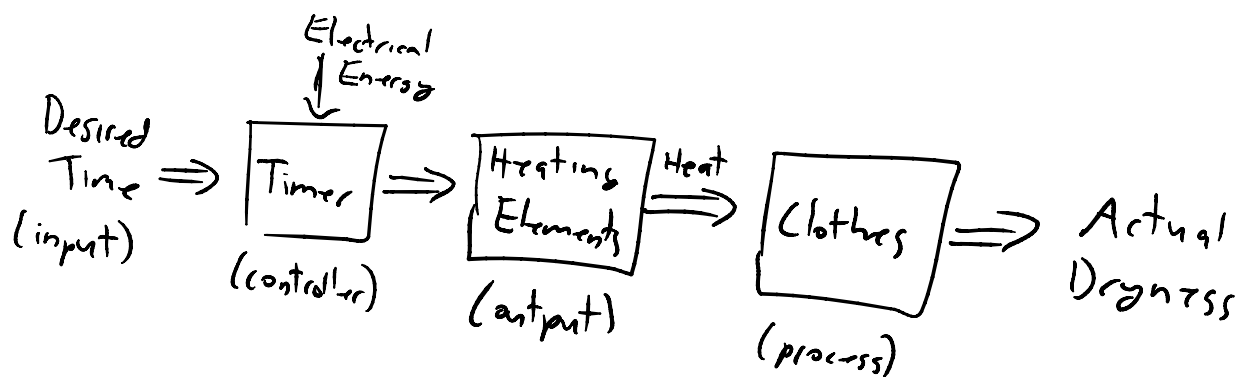 Electrical
Energy
Desired
Time
(input)
Timer
(controller)
Heating
Elements
(output)
Heat
Clothes
(process)
Actual
Dryness